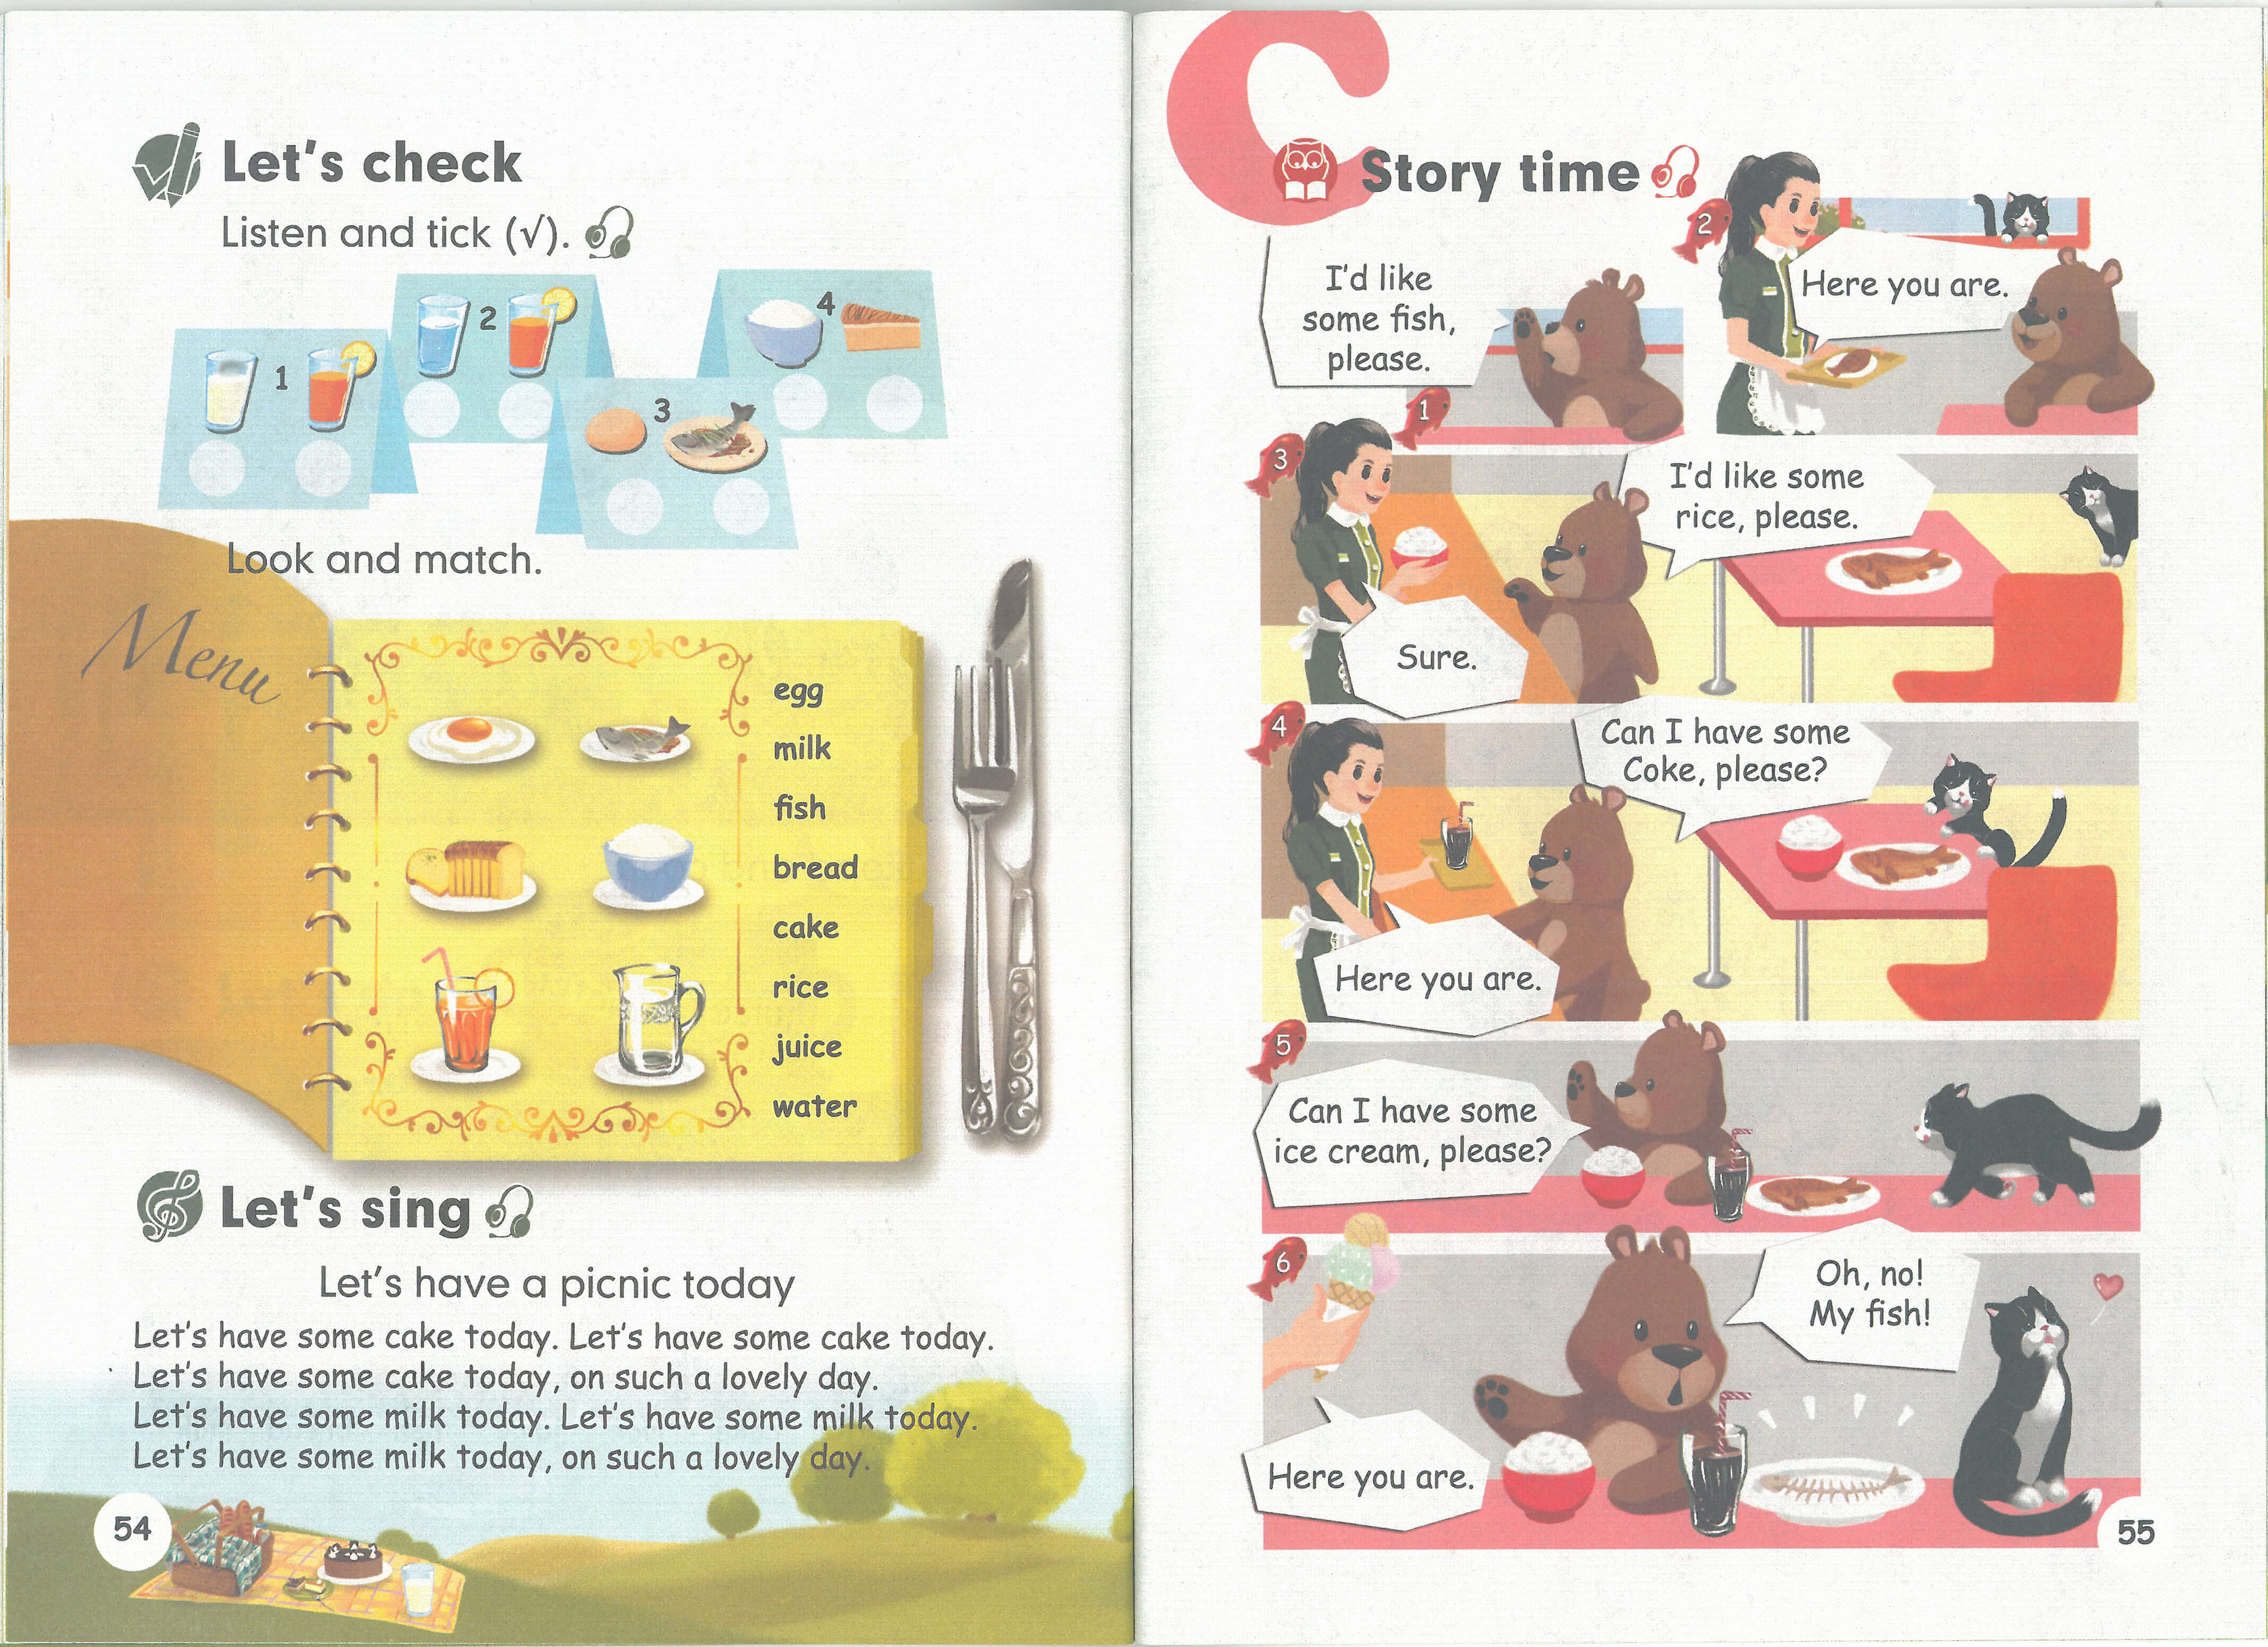 Let's check
Listen and tick (√).
1
2
3
4
Look and match.
Menu
egg
milk
fish
bread
cake
rice
juice
water
Let's sing
Let's have a picnic today
Let's have some cake today. Let's have some cake today.
Let's have some cake today, on such a lovely day.
Let's have some milk today. Let's have some milk today.
Let's have some milk today, on such a lovely day.
54
C
Story time
1
I'd like
some fish,
please.
2
Here you are.
3
I'd like some
rice, please.
Sure.
4
Can I have some
Coke, please?
Here you are.
5
Can I have some
ice cream, please?
6
Oh, no!
My fish!
Here you are.
55